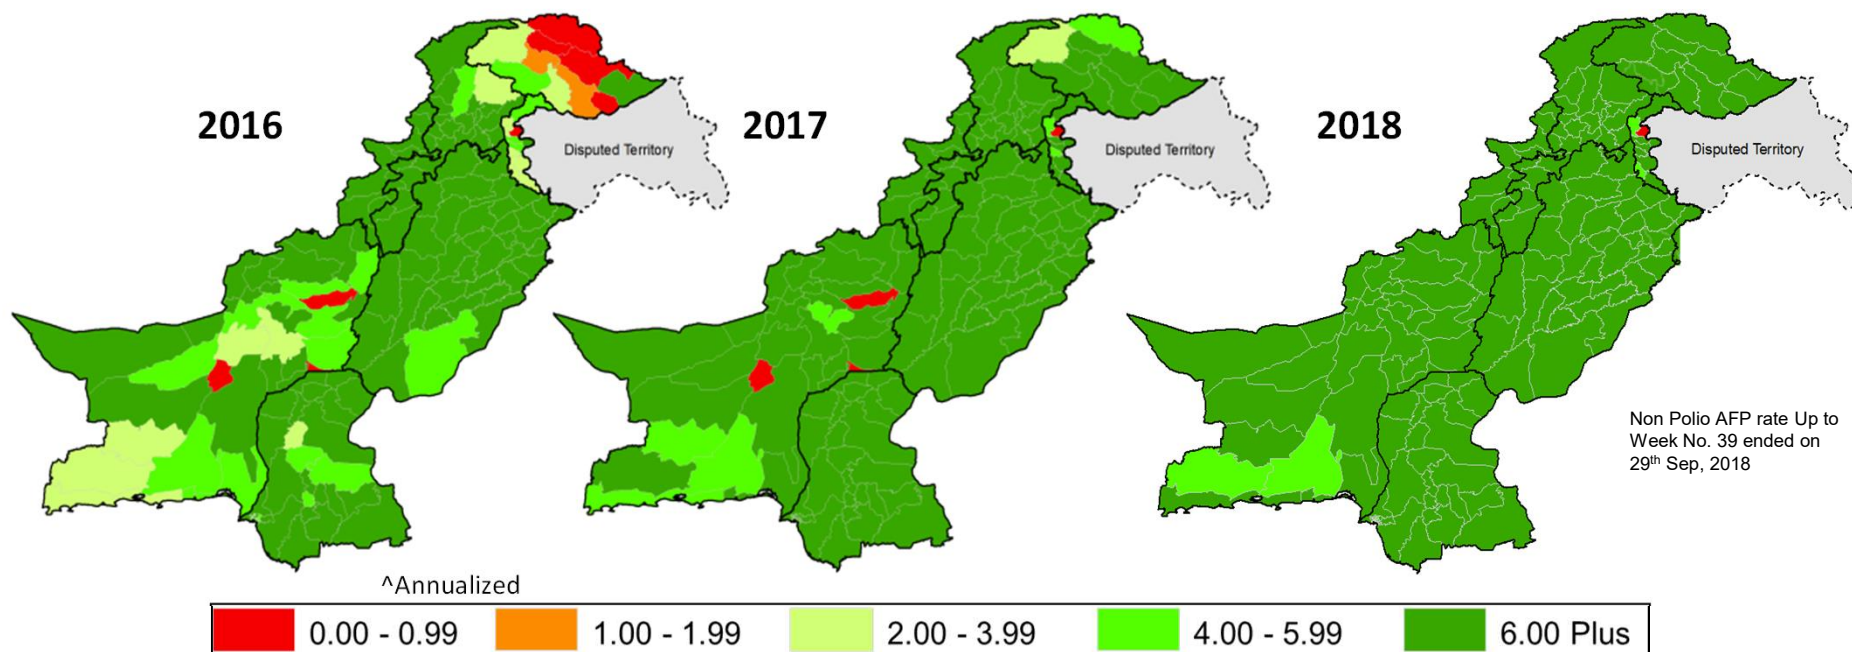 2016
2017
2018
Disputed Territory
Disputed Territory
Disputed Territory
Non Polio AFP rate Up to
Week No. 39 ended on
29th Sep, 2018
^Annualized
0.00 - 0.99
1.00 - 1.99
2.00 - 3.99
4.00 - 5.99
6.00 Plus